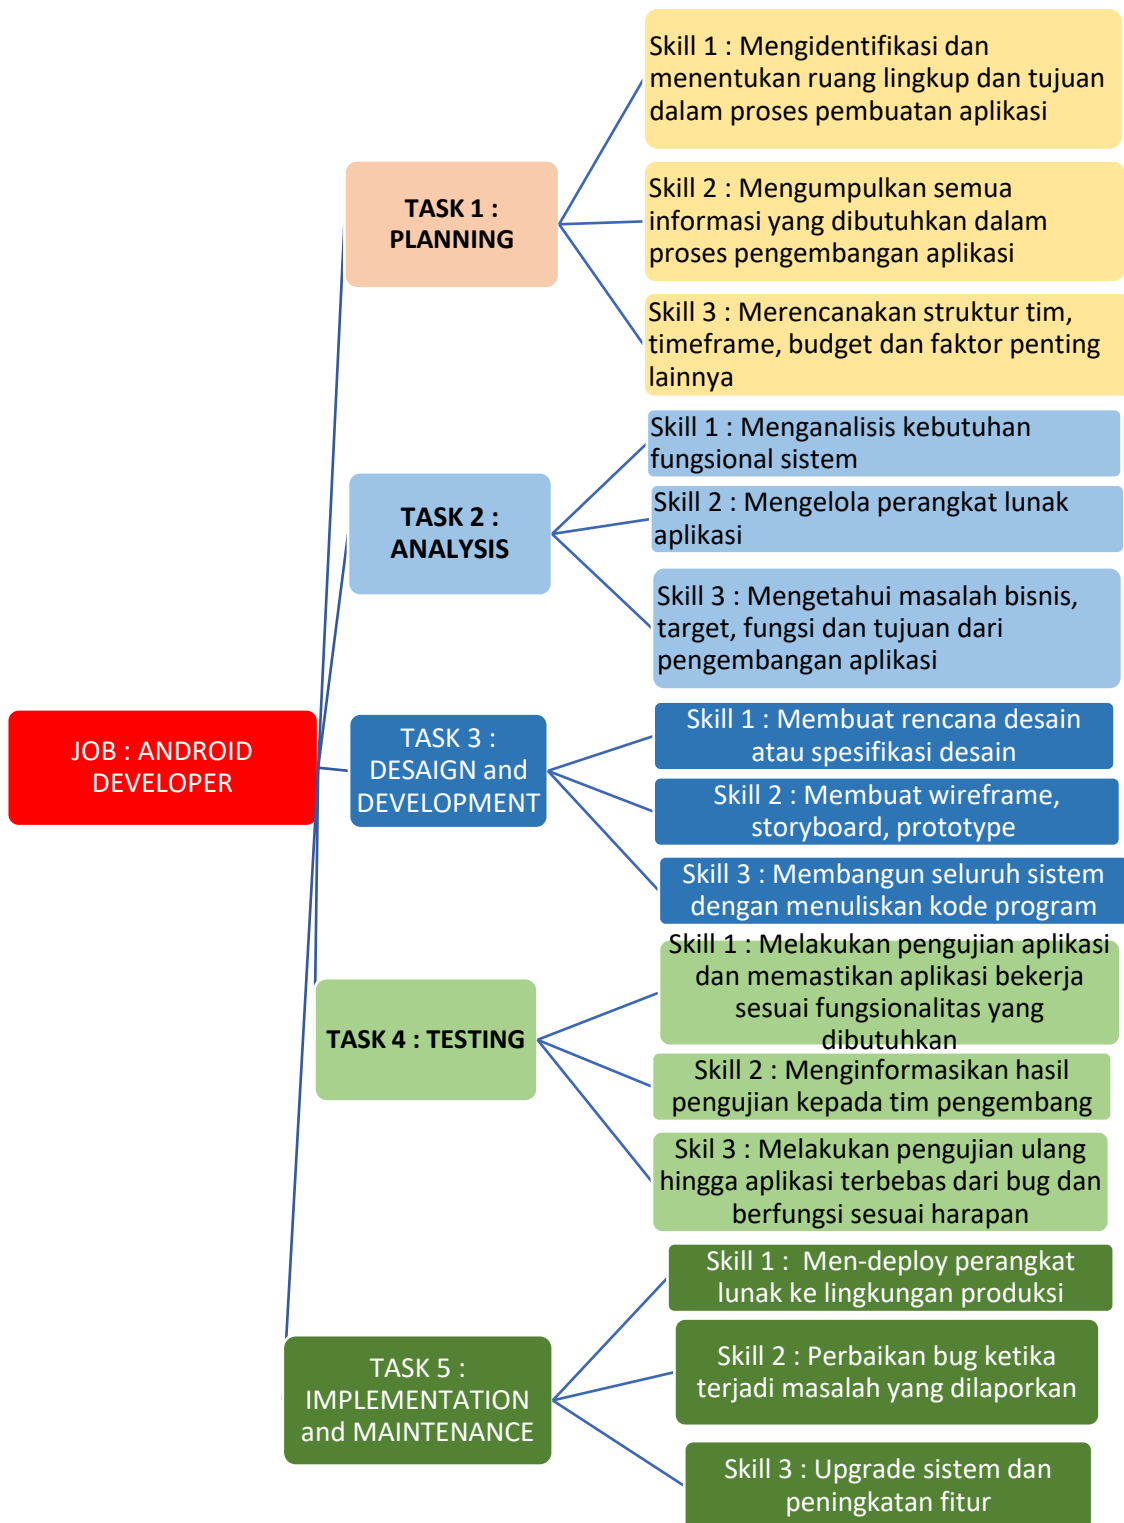 JOB : ANDROID
DEVELOPER
TASK 1 :
PLANNING
Skill 1 : Mengidentifikasi dan
menentukan ruang lingkup dan tujuan
dalam proses pembuatan aplikasi
Skill 2 : Mengumpulkan semua
informasi yang dibutuhkan dalam
proses pengembangan aplikasi
Skill 3 : Merencanakan struktur tim,
timeframe, budget dan faktor penting
lainnya
TASK 2 :
ANALYSIS
Skill 1 : Menganalisis kebutuhan
fungsional sistem
Skill 2 : Mengelola perangkat lunak
aplikasi
Skill 3 : Mengetahui masalah bisnis,
target, fungsi dan tujuan dari
pengembangan aplikasi
TASK 3 :
DESAIGN and
DEVELOPMENT
Skill 1 : Membuat rencana desain
atau spesifikasi desain
Skill 2 : Membuat wireframe,
storyboard, prototype
Skill 3 : Membangun seluruh sistem
dengan menuliskan kode program
TASK 4 : TESTING
Skill 1 : Melakukan pengujian aplikasi
dan memastikan aplikasi bekerja
sesuai fungsionalitas yang
dibutuhkan
Skill 2 : Menginformasikan hasil
pengujian kepada tim pengembang
Skil 3 : Melakukan pengujian ulang
hingga aplikasi terbebas dari bug dan
berfungsi sesuai harapan
TASK 5 :
IMPLEMENTATION
and MAINTENANCE
Skill 1 :  Men-deploy perangkat
lunak ke lingkungan produksi
Skill 2 : Perbaikan bug ketika
terjadi masalah yang dilaporkan
Skill 3 : Upgrade sistem dan
peningkatan fitur